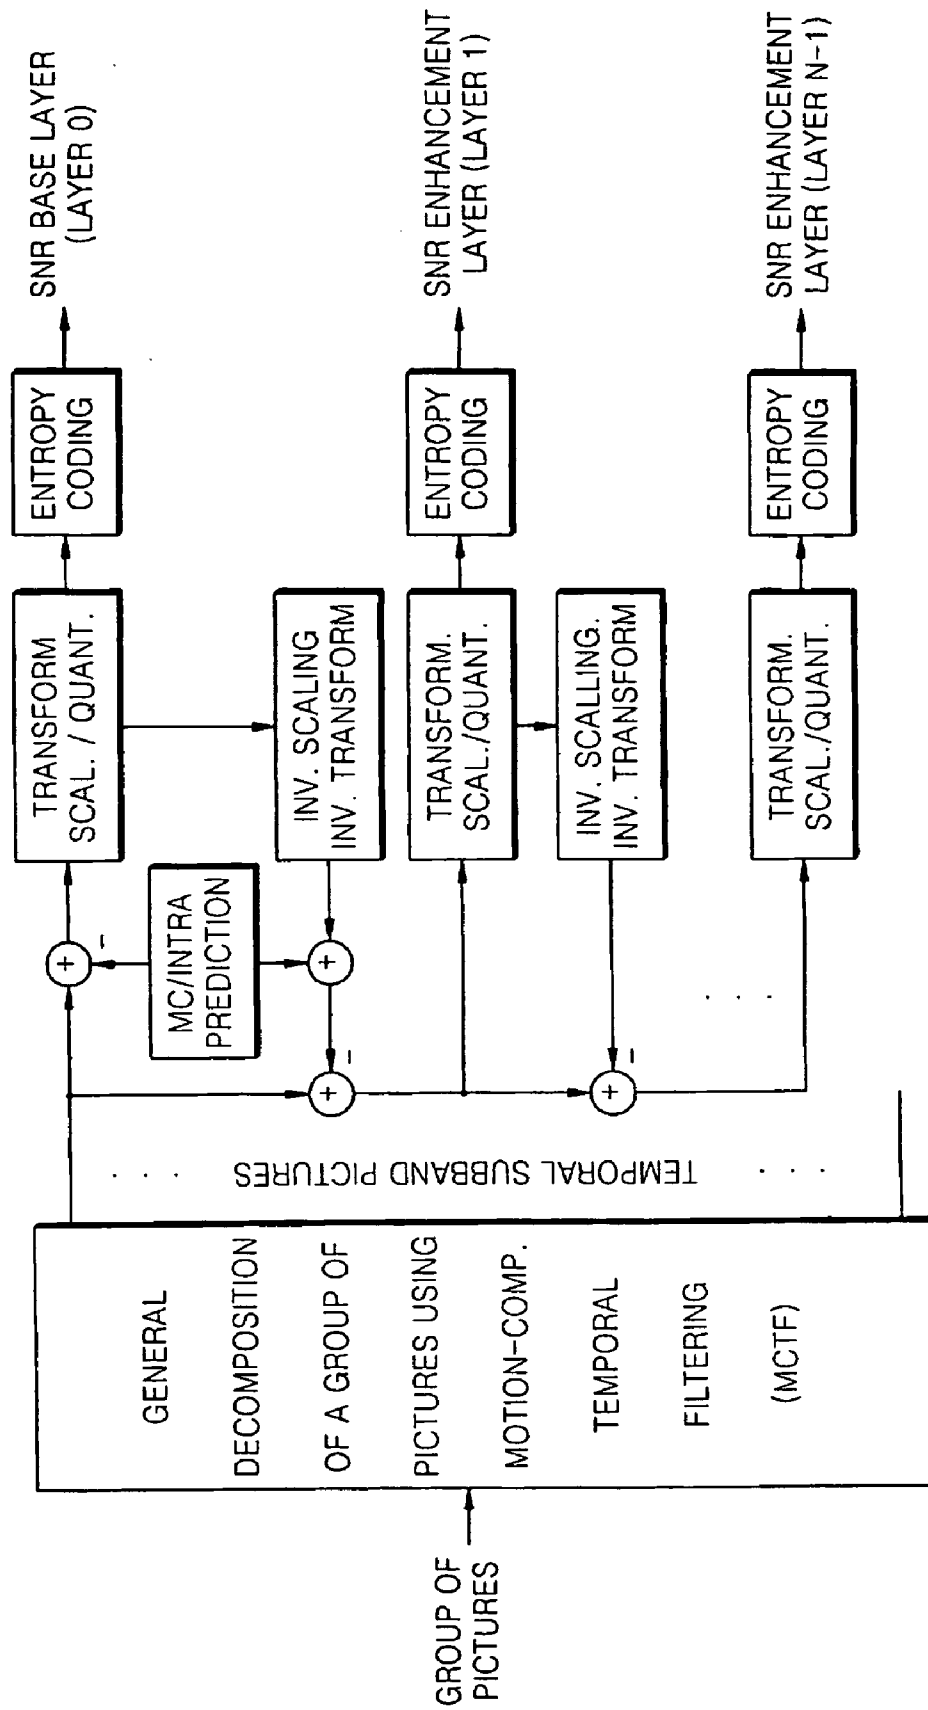 GROUP OF
PICTURES
GENERAL
DECOMPOSITION
OF A GROUP OF
PICTURES USING
MOTION-COMP.
TEMPORAL
FILTERING
(MCTF)
. . .
TEMPORAL SUBBAND PICTURES
. . .
+
-
MC/INTRA
PREDICTION
+
+
-
+
-
. . .
TRANSFORM
SCAL. / QUANT.
INV. SCALING
INV. TRANSFORM
TRANSFORM.
SCAL./QUANT.
INV. SCALLING.
INV. TRANSFORM
TRANSFORM.
SCAL./QUANT.
ENTROPY
CODING
ENTROPY
CODING
ENTROPY
CODING
SNR BASE LAYER
(LAYER 0)
SNR ENHANCEMENT
LAYER (LAYER 1)
SNR ENHANCEMENT
LAYER (LAYER N-1)